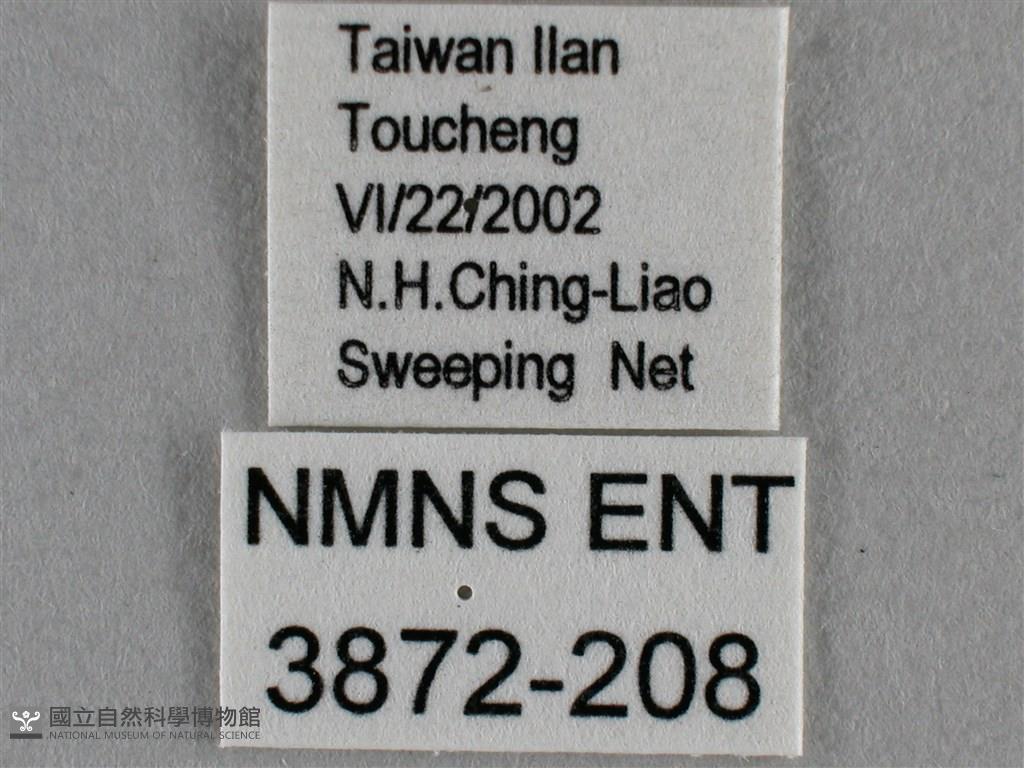 Taiwan Ilan
Toucheng
VI/22/2002
N.H.Ching-Liao
Sweeping Net
NMNS ENT
3872-208
國立自然科學博物館
NATIONAL MUSEUM OF NATURAL SCIENCE